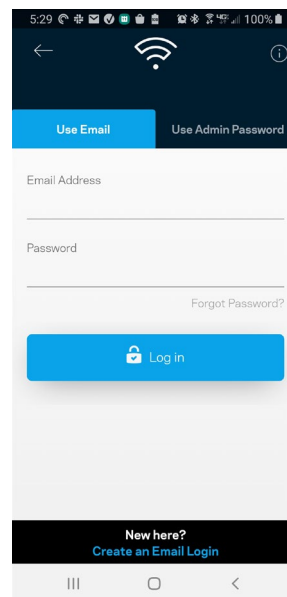 5:29
4G 100%
Use Email Use Admin Password
Email Address
Password
Forgot Password?
Log in
New here?
Create an Email Login